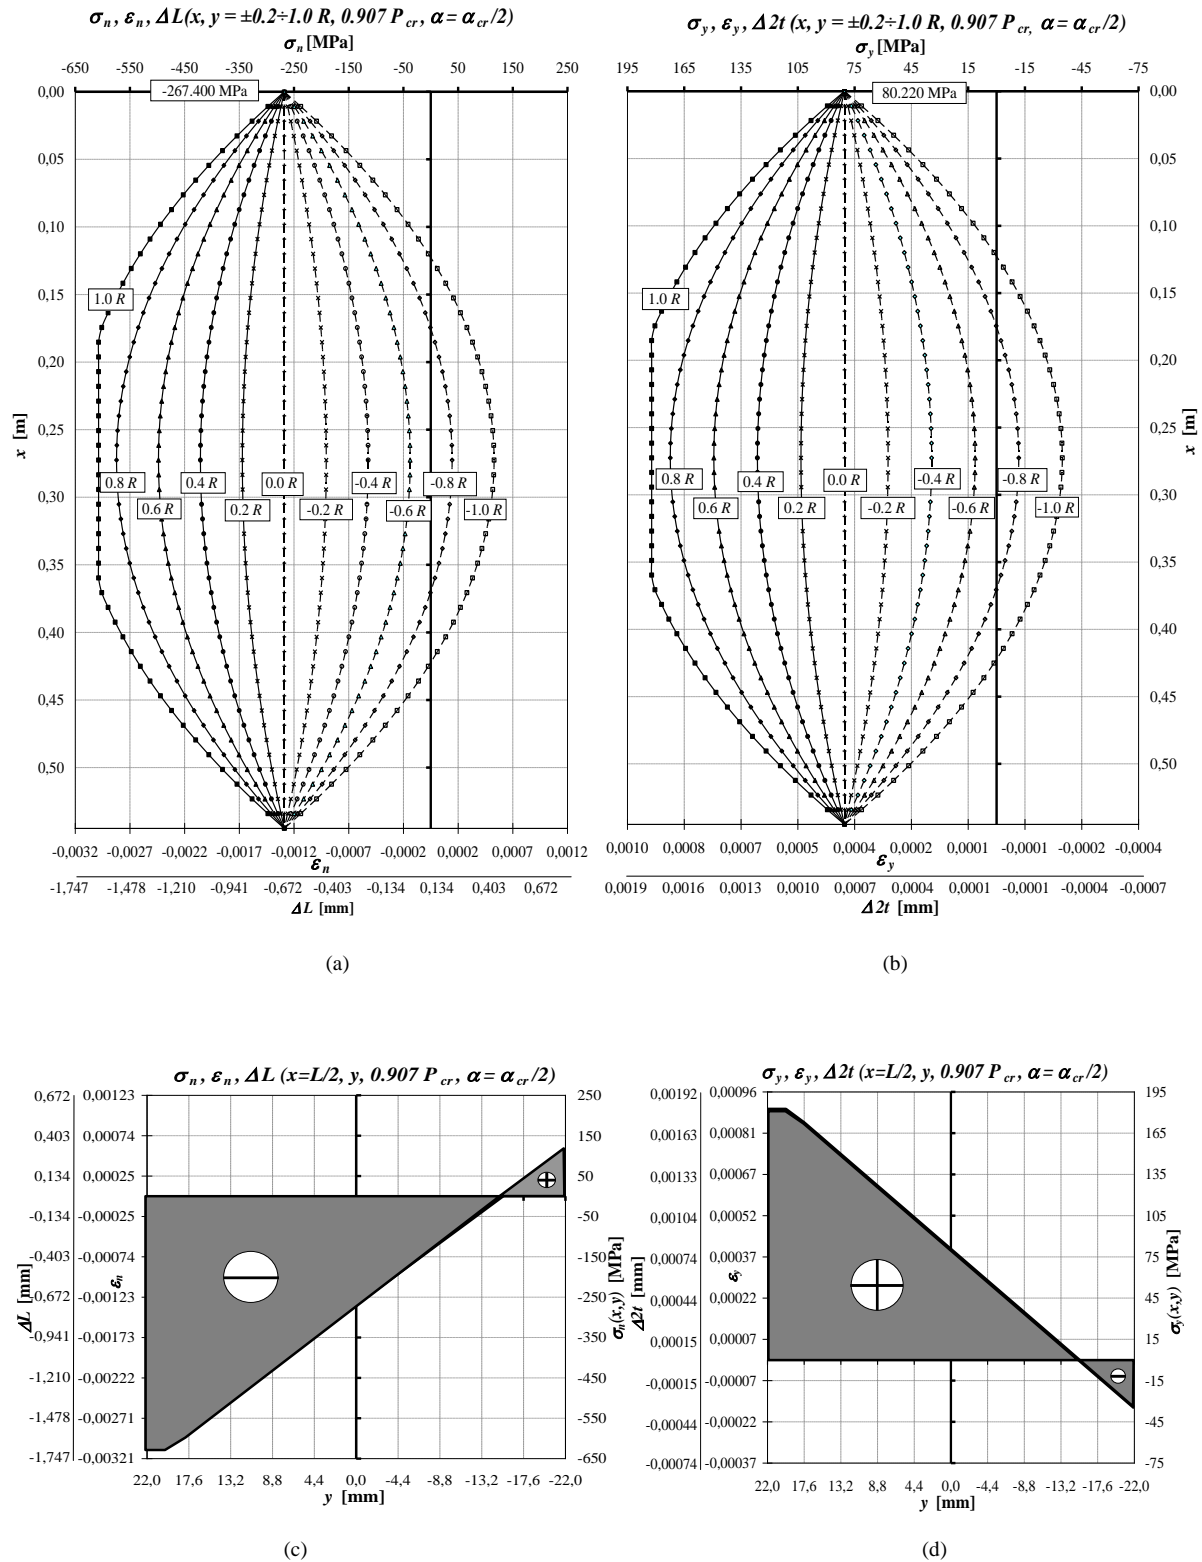 σn , εn , ΔL(x, y = ±0.2÷1.0 R, 0.907 Pcr, α = αcr/2)
σn [MPa]
-650 -550 -450 -350 -250 -150 -50 50 150 250
-267.400 MPa
0,00
0,05
0,10
0,15
0,20
0,25
0,30
0,35
0,40
0,45
0,50
x [m]
1.0 R
0.8 R 0.4 R 0.0 R -0.4 R -0.8 R
0.6 R 0.2 R -0.2 R -0.6 R -1.0 R
-0,0032 -0,0027 -0,0022 -0,0017 -0,0012 -0,0007 -0,0002 0,0002 0,0007 0,0012
εn
-1,747 -1,478 -1,210 -0,941 -0,672 -0,403 -0,134 0,134 0,403 0,672
ΔL [mm]
(a)
σy , εy , Δ2t (x, y = ±0.2÷1.0 R, 0.907 Pcr, α = αcr/2)
σy [MPa]
195 165 135 105 75 45 15 -15 -45 -75
80.220 MPa
0,00
0,05
0,10
0,15
0,20
0,25
0,30
0,35
0,40
0,45
0,50
x [m]
1.0 R
0.8 R 0.4 R 0.0 R -0.4 R -0.8 R
0.6 R 0.2 R -0.2 R -0.6 R -1.0 R
0,0010 0,0008 0,0007 0,0005 0,0004 0,0002 0,0001 -0,0001 -0,0002 -0,0004
εy
0,0019 0,0016 0,0013 0,0010 0,0007 0,0004 0,0001 -0,0001 -0,0004 -0,0007
Δ2t [mm]
(b)
σn , εn , ΔL (x=L/2, y, 0.907 Pcr , α = αcr/2)
0,672 0,00123 250
0,403 0,00074 150
0,134 0,00025 50
-0,134 -0,00025 -50
-0,403 -0,00074 -150
-0,672 -0,00123 -250
-0,941 -0,00173 -350
-1,210 -0,00222 -450
-1,478 -0,00271 -550
-1,747 -0,00321 -650
ΔL [mm]
εn
σn(x,y) [MPa]
22,0 17,6 13,2 8,8 4,4 0,0 -4,4 -8,8 -13,2 -17,6 -22,0
y [mm]
(c)
σy , εy , Δ2t (x=L/2, y, 0.907 Pcr , α = αcr/2)
0,00192 0,00096 195
0,00163 0,00081 165
0,00133 0,00067 135
0,00104 0,00052 105
0,00074 0,00037 75
0,00044 0,00022 45
0,00015 0,00007 15
-0,00015 -0,00007 -15
-0,00044 -0,00022 -45
-0,00074 -0,00037 -75
Δ2t [mm]
εy
σy(x,y) [MPa]
22,0 17,6 13,2 8,8 4,4 0,0 -4,4 -8,8 -13,2 -17,6 -22,0
y [mm]
(d)